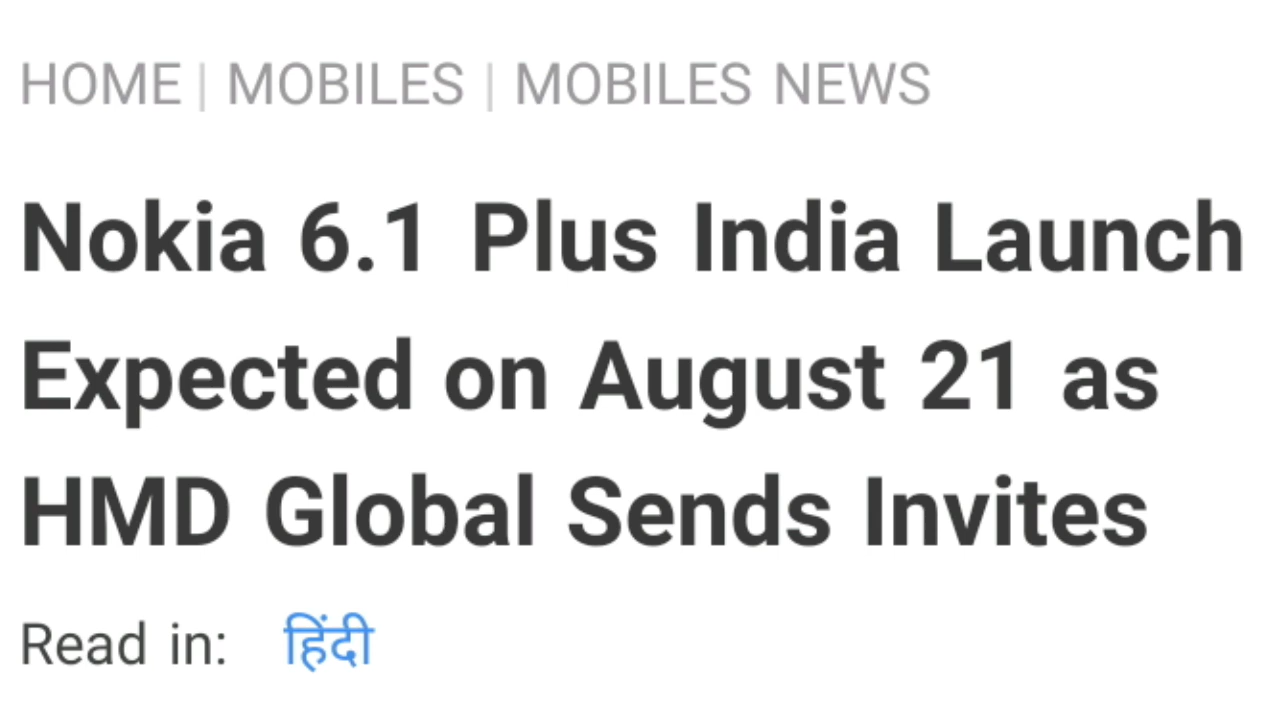 HOME | MOBILES | MOBILES NEWS
Nokia 6.1 Plus India Launch
Expected on August 21 as
HMD Global Sends Invites
Read in: हिंदी